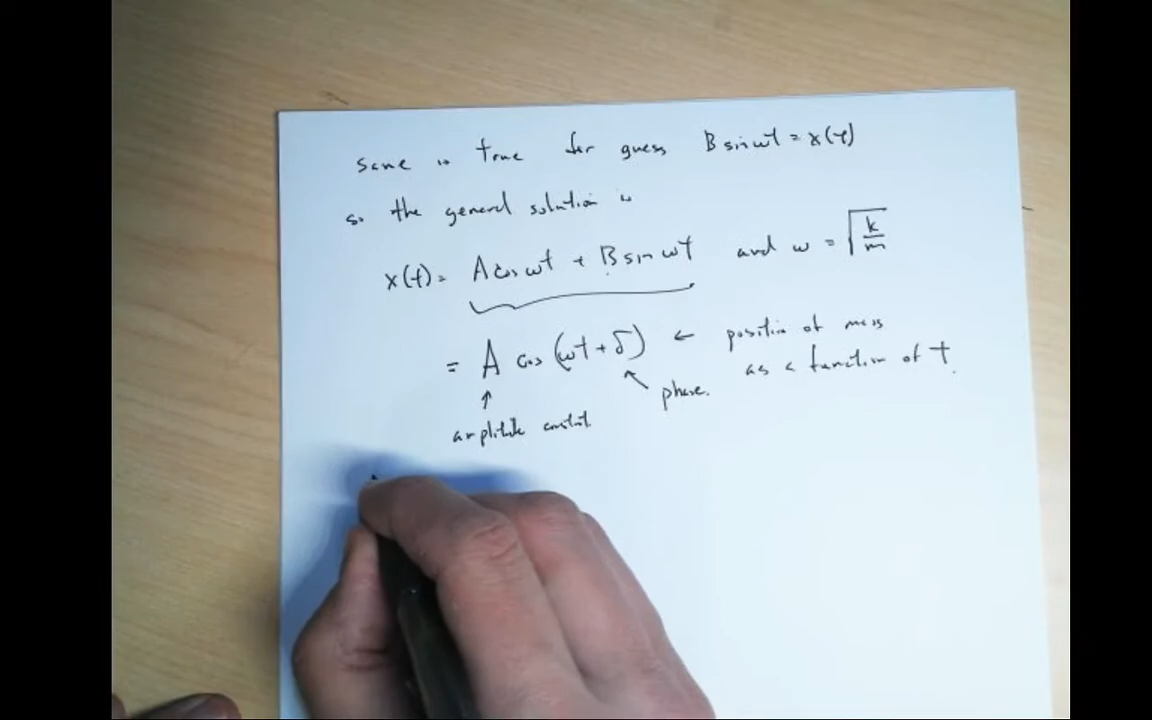 same is true for guess B sin ωt = x(t)
so the general solution is
x(t) = A cos ωt + B sin ωt and ω = √(k/m)
= A cos (ωt + δ) ← position of mass
as a function of t.
↑ ↖ phase.
amplitude constant.